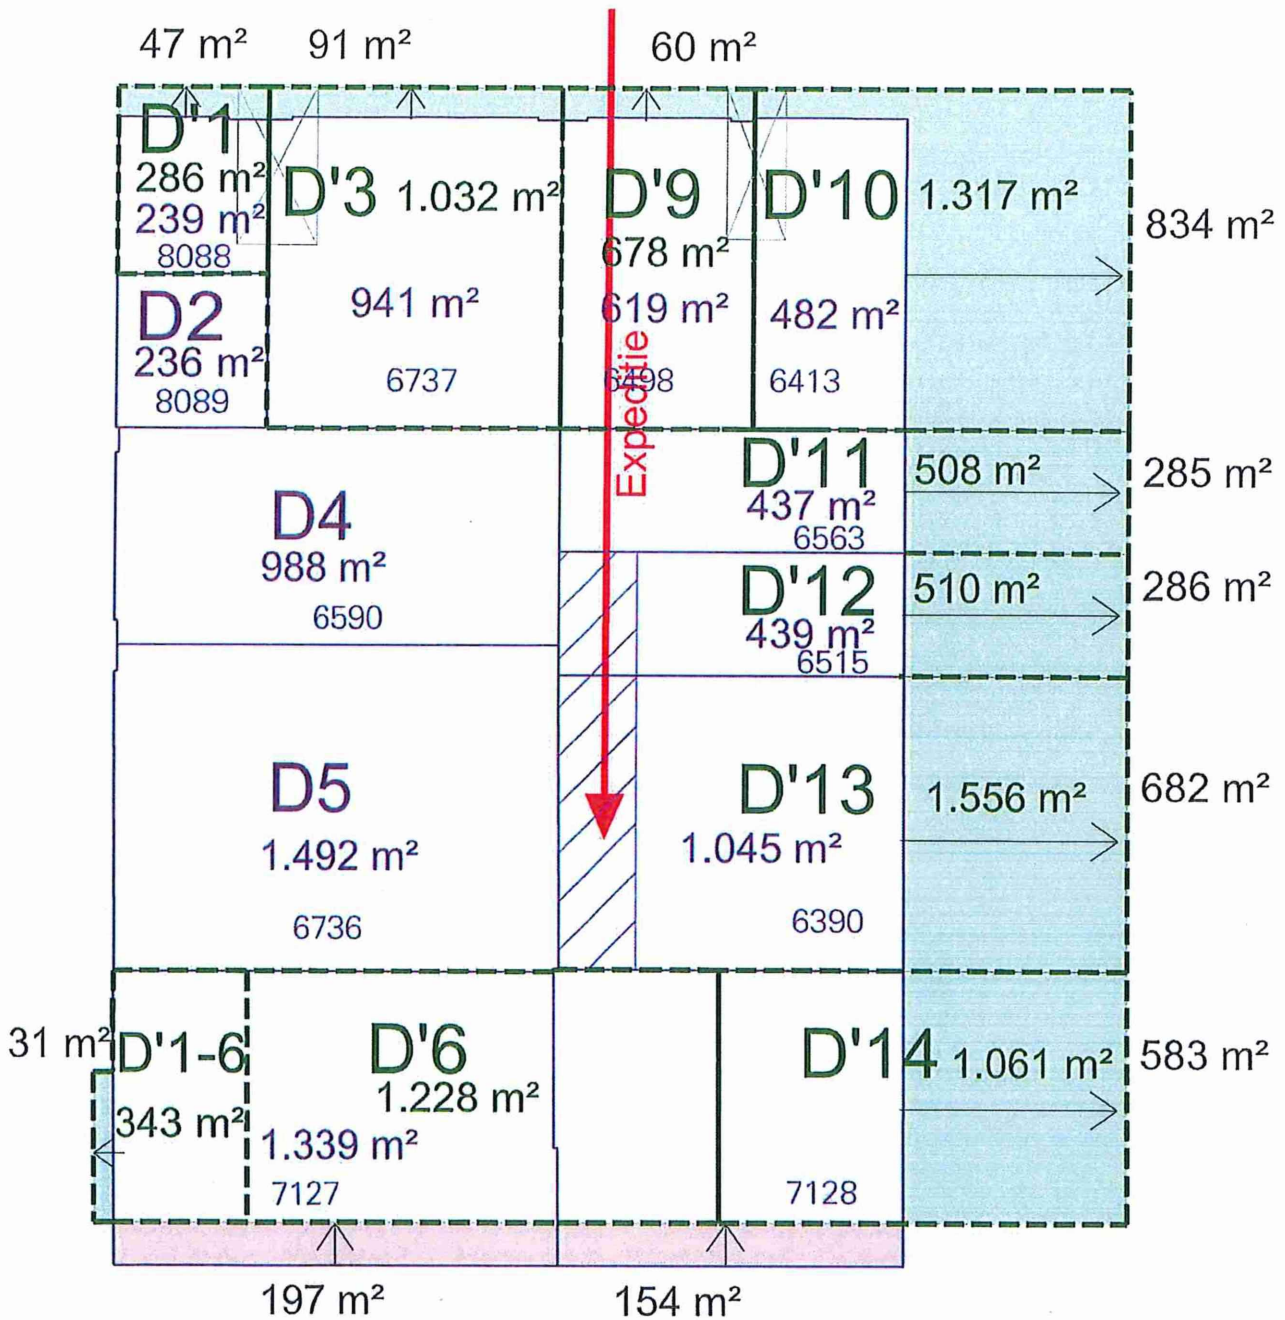 47 m²
91 m²
60 m²
D'1
286 m²
239 m²
8088
D'3 1.032 m²
941 m²
6737
D'9
678 m²
619 m²
6498
D'10
482 m²
6413
1.317 m²
834 m²
D2
236 m²
8089
Expeditie
D'11
437 m²
6563
508 m²
285 m²
D4
988 m²
6590
D'12
439 m²
6515
510 m²
286 m²
D5
1.492 m²
6736
D'13
1.045 m²
6390
1.556 m²
682 m²
31 m²
D'1-6
343 m²
D'6
1.228 m²
1.339 m²
7127
D'14 1.061 m²
7128
583 m²
197 m²
154 m²